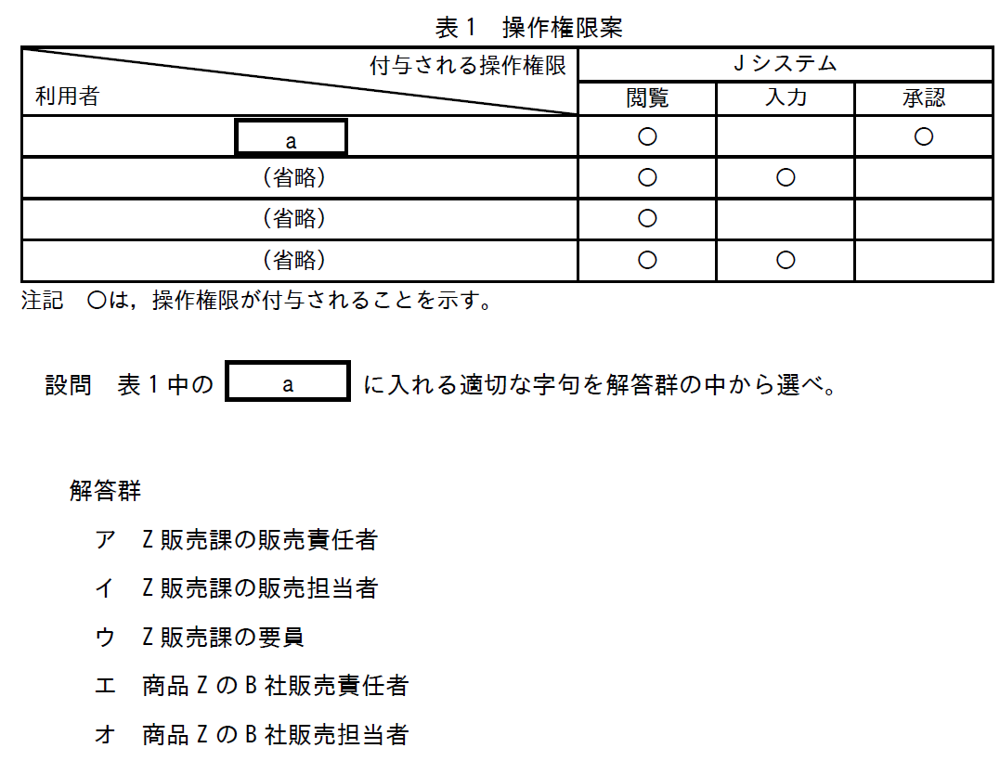 表1 操作権限案
付与される操作権限
利用者
Jシステム
閲覧 入力 承認
a 〇 〇
（省略） 〇 〇
（省略） 〇
（省略） 〇 〇
注記 〇は，操作権限が付与されることを示す。
設問 表1中の a に入れる適切な字句を解答群の中から選べ。
解答群
ア Z販売課の販売責任者
イ Z販売課の販売担当者
ウ Z販売課の要員
エ 商品ZのB社販売責任者
オ 商品ZのB社販売担当者